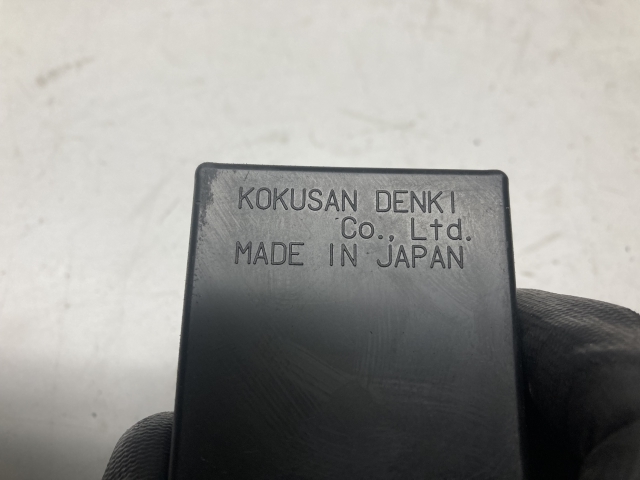 KOKUSAN DENKI
Co., Ltd.
MADE IN JAPAN